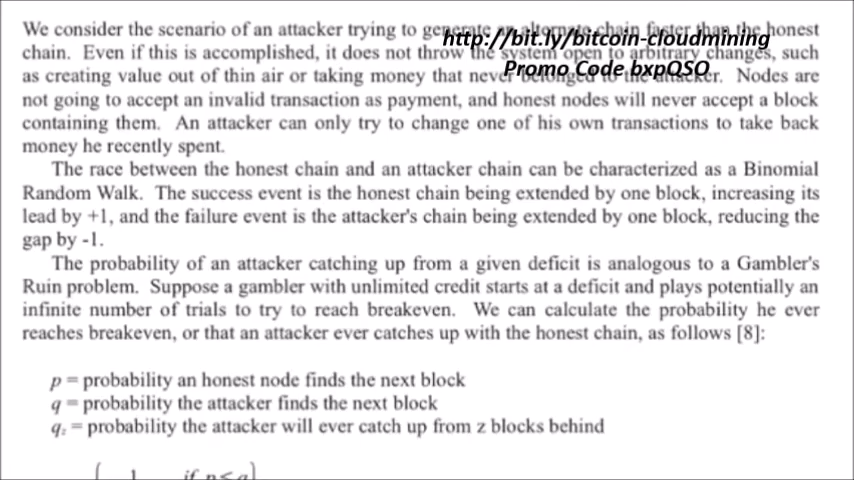 We consider the scenario of an attacker trying to generate an alternate chain faster than the honest
http://bit.ly/bitcoin-cloudmining
chain. Even if this is accomplished, it does not throw the system open to arbitrary changes, such
Promo Code bxpQSO
as creating value out of thin air or taking money that never belonged to the attacker. Nodes are
not going to accept an invalid transaction as payment, and honest nodes will never accept a block
containing them. An attacker can only try to change one of his own transactions to take back
money he recently spent.
The race between the honest chain and an attacker chain can be characterized as a Binomial
Random Walk. The success event is the honest chain being extended by one block, increasing its
lead by +1, and the failure event is the attacker's chain being extended by one block, reducing the
gap by -1.
The probability of an attacker catching up from a given deficit is analogous to a Gambler's
Ruin problem. Suppose a gambler with unlimited credit starts at a deficit and plays potentially an
infinite number of trials to try to reach breakeven. We can calculate the probability he ever
reaches breakeven, or that an attacker ever catches up with the honest chain, as follows [8]:
p = probability an honest node finds the next block
q = probability the attacker finds the next block
qz = probability the attacker will ever catch up from z blocks behind